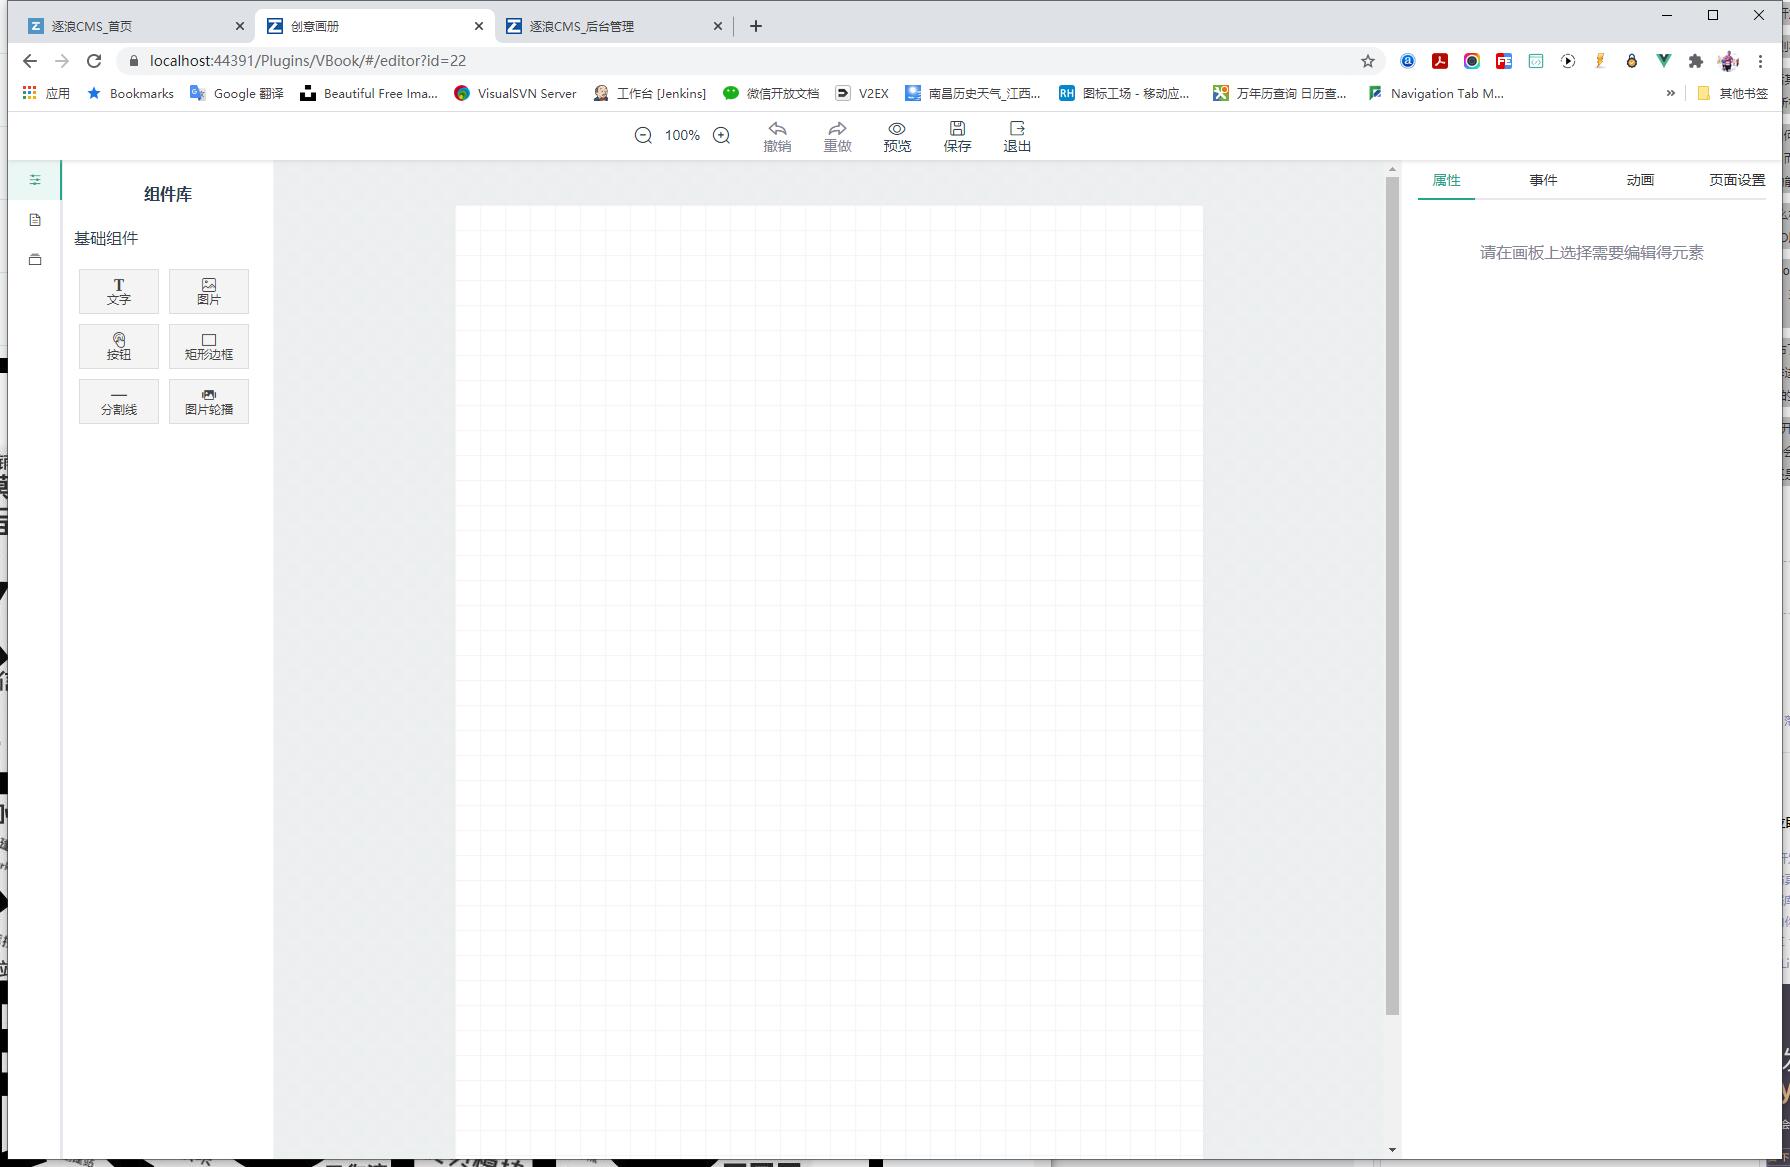 逐浪CMS_首页
创意画册
逐浪CMS_后台管理
localhost:44391/Plugins/VBook/#/editor?id=22
应用
Bookmarks
Google 翻译
Beautiful Free Ima...
VisualSVN Server
工作台 [Jenkins]
微信开放文档
V2EX
南昌历史天气_江西...
RH
图标工场 - 移动应...
万年历查询 日历查...
Navigation Tab M...
»
其他书签
100%
撤销
重做
预览
保存
退出
组件库
基础组件
文字
图片
按钮
矩形边框
分割线
图片轮播
属性
事件
动画
页面设置
请在画板上选择需要编辑得元素